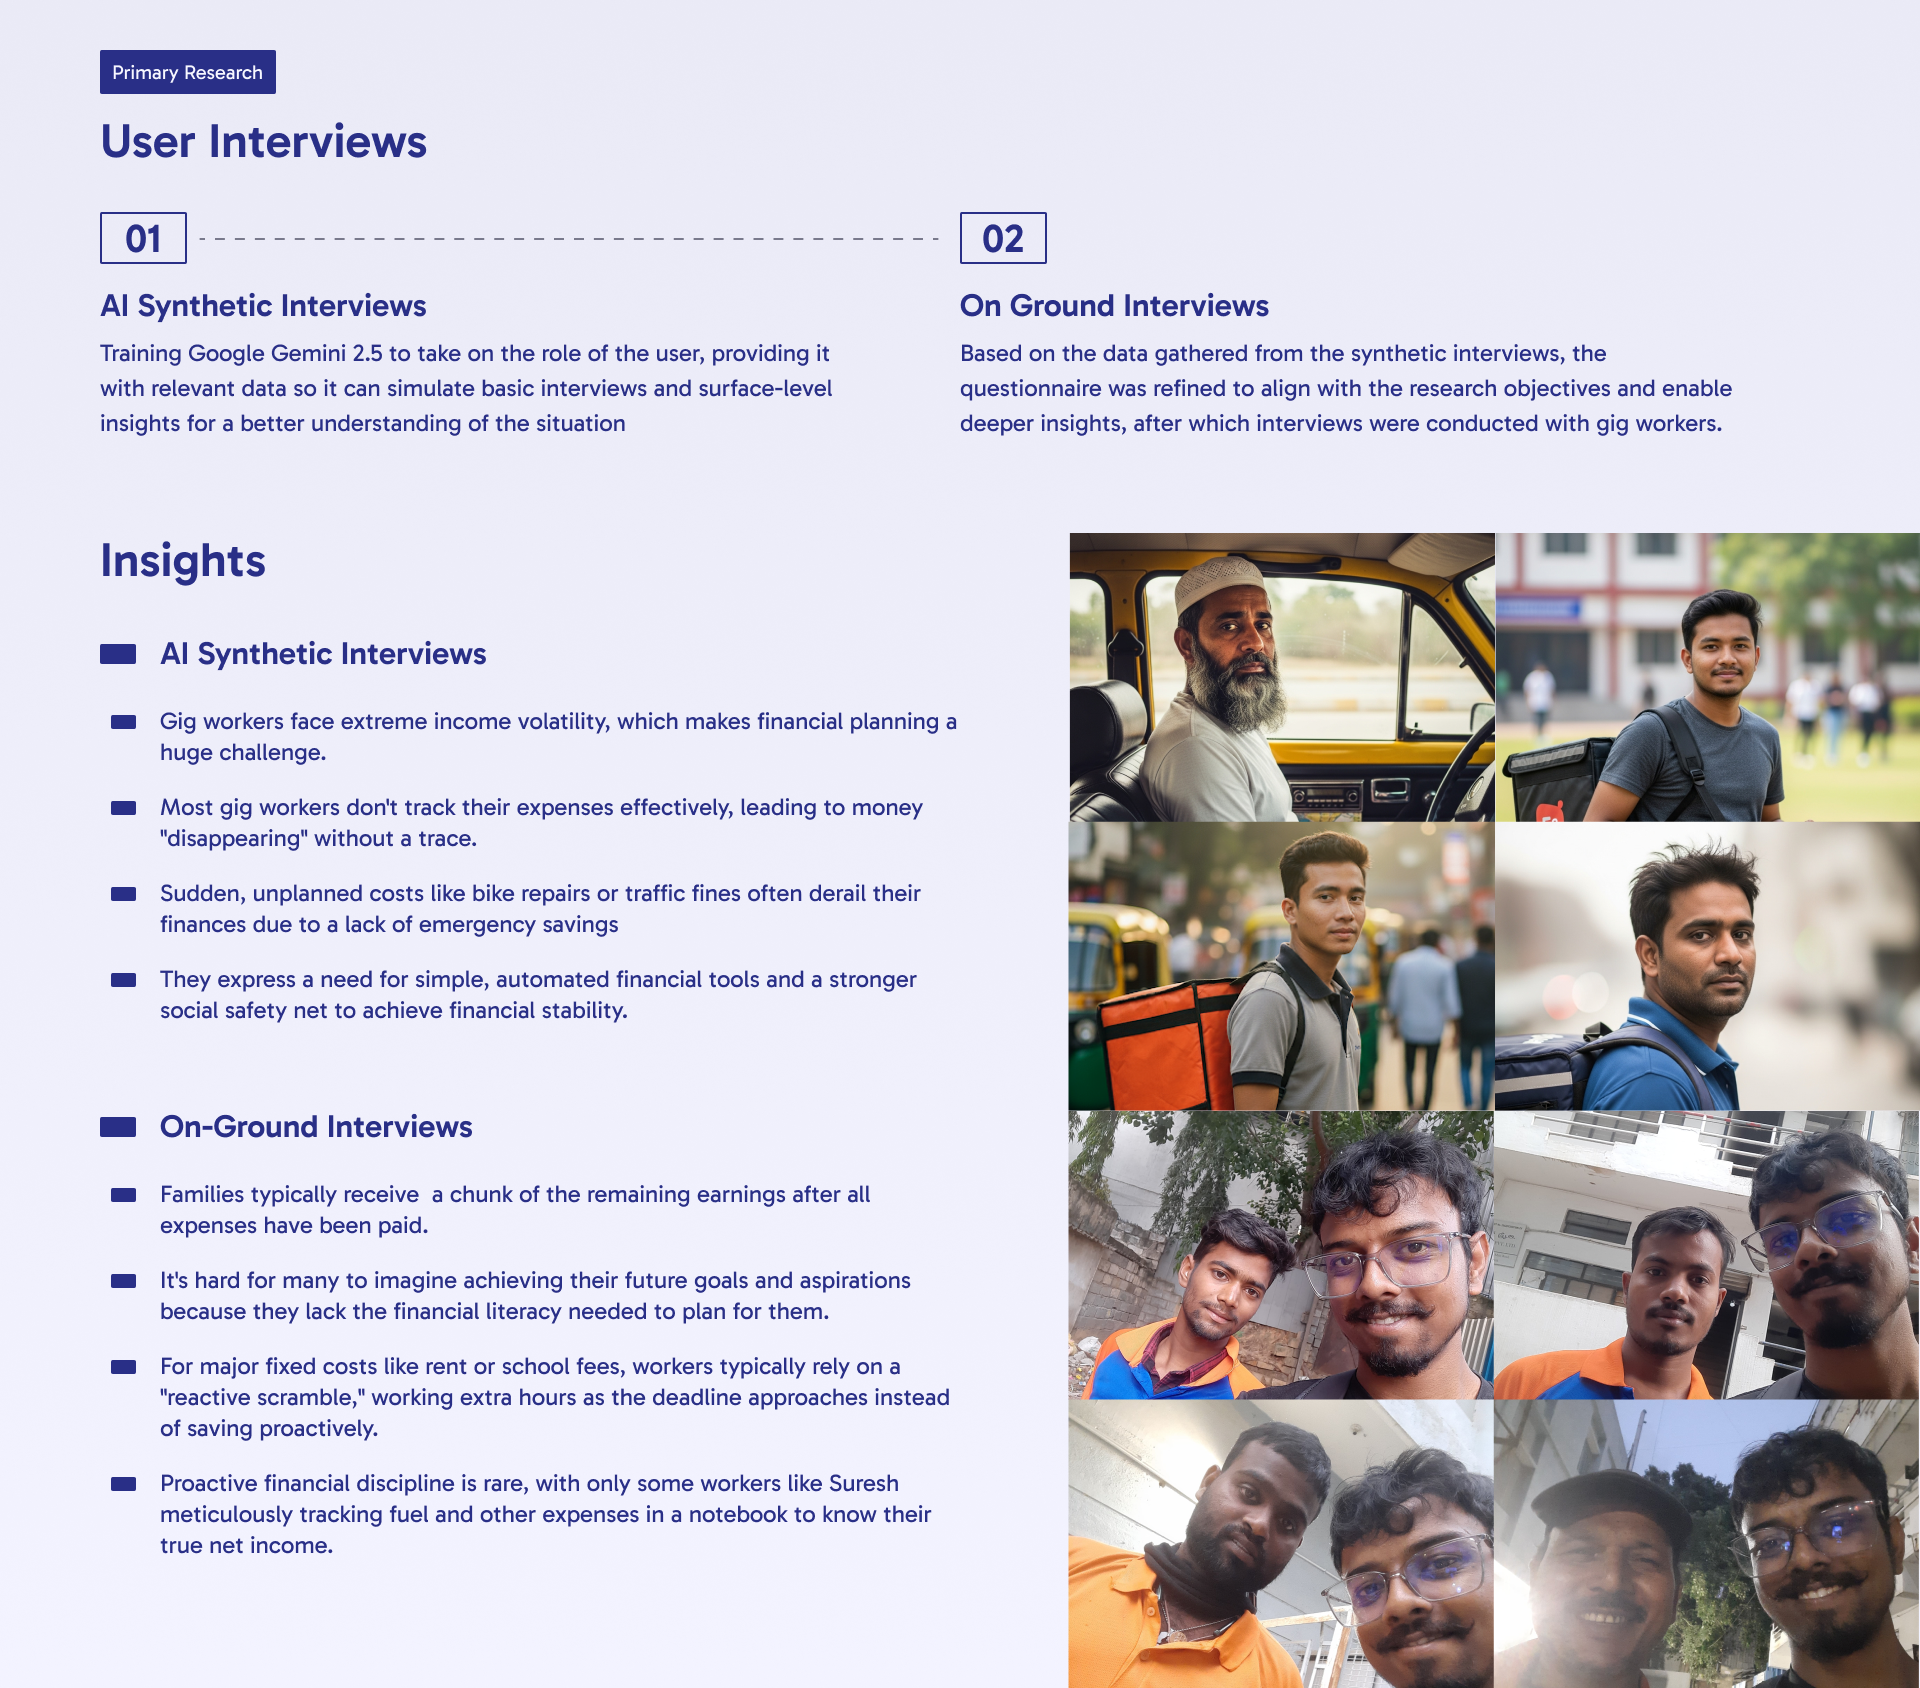 Primary Research
User Interviews
01
AI Synthetic Interviews
Training Google Gemini 2.5 to take on the role of the user, providing it
with relevant data so it can simulate basic interviews and surface-level
insights for a better understanding of the situation
02
On Ground Interviews
Based on the data gathered from the synthetic interviews, the
questionnaire was refined to align with the research objectives and enable
deeper insights, after which interviews were conducted with gig workers.
Insights
AI Synthetic Interviews
Gig workers face extreme income volatility, which makes financial planning a
huge challenge.
Most gig workers don't track their expenses effectively, leading to money
"disappearing" without a trace.
Sudden, unplanned costs like bike repairs or traffic fines often derail their
finances due to a lack of emergency savings
They express a need for simple, automated financial tools and a stronger
social safety net to achieve financial stability.
On-Ground Interviews
Families typically receive  a chunk of the remaining earnings after all
expenses have been paid.
It's hard for many to imagine achieving their future goals and aspirations
because they lack the financial literacy needed to plan for them.
For major fixed costs like rent or school fees, workers typically rely on a
"reactive scramble," working extra hours as the deadline approaches instead
of saving proactively.
Proactive financial discipline is rare, with only some workers like Suresh
meticulously tracking fuel and other expenses in a notebook to know their
true net income.